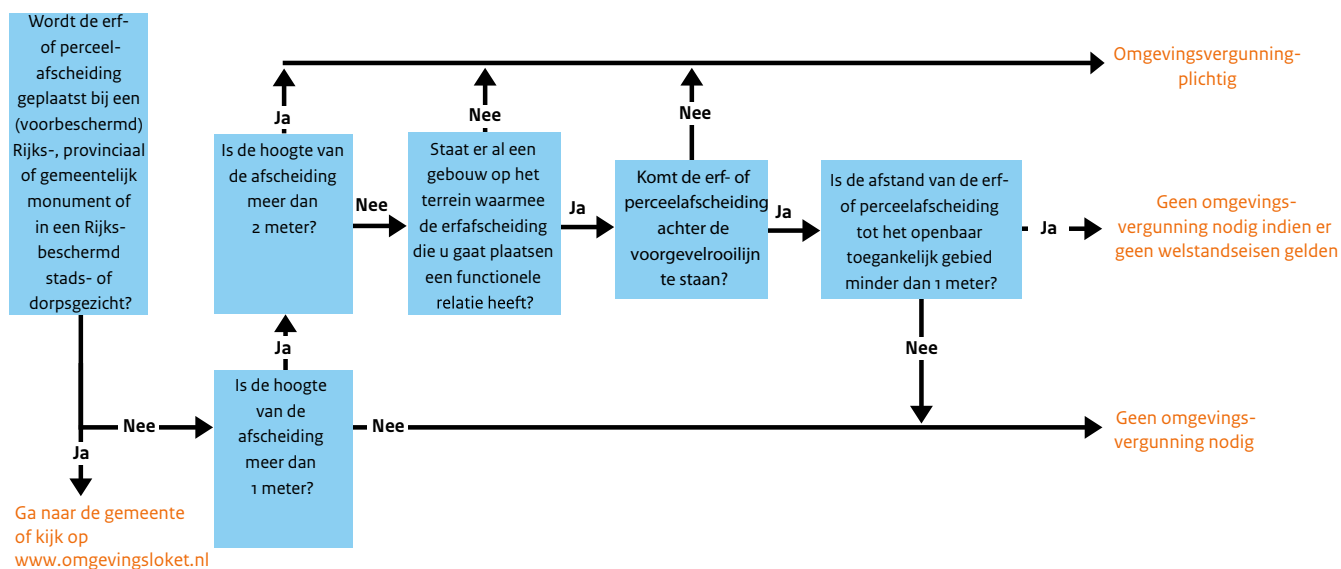 Wordt de erf-
of perceel-
afscheiding
geplaatst bij een
(voorbeschermd)
Rijks-, provinciaal
of gemeentelijk
monument of
in een Rijks-
beschermd
stads- of
dorpsgezicht?
Nee
Ja
Ga naar de gemeente
of kijk op
www.omgevingsloket.nl
Is de hoogte
van de
afscheiding
meer dan
1 meter?
Ja
Nee
Is de hoogte van
de afscheiding
meer dan
2 meter?
Ja
Nee
Staat er al een
gebouw op het
terrein waarmee
de erfafscheiding
die u gaat plaatsen
een functionele
relatie heeft?
Nee
Ja
Komt de erf- of
perceelafscheiding
achter de
voorgevelrooilijn
te staan?
Nee
Ja
Is de afstand van de erf-
of perceelafscheiding
tot het openbaar
toegankelijk gebied
minder dan 1 meter?
Ja
Nee
Omgevingsvergunning-
plichtig
Geen omgevings-
vergunning nodig indien er
geen welstandseisen gelden
Geen omgevings-
vergunning nodig